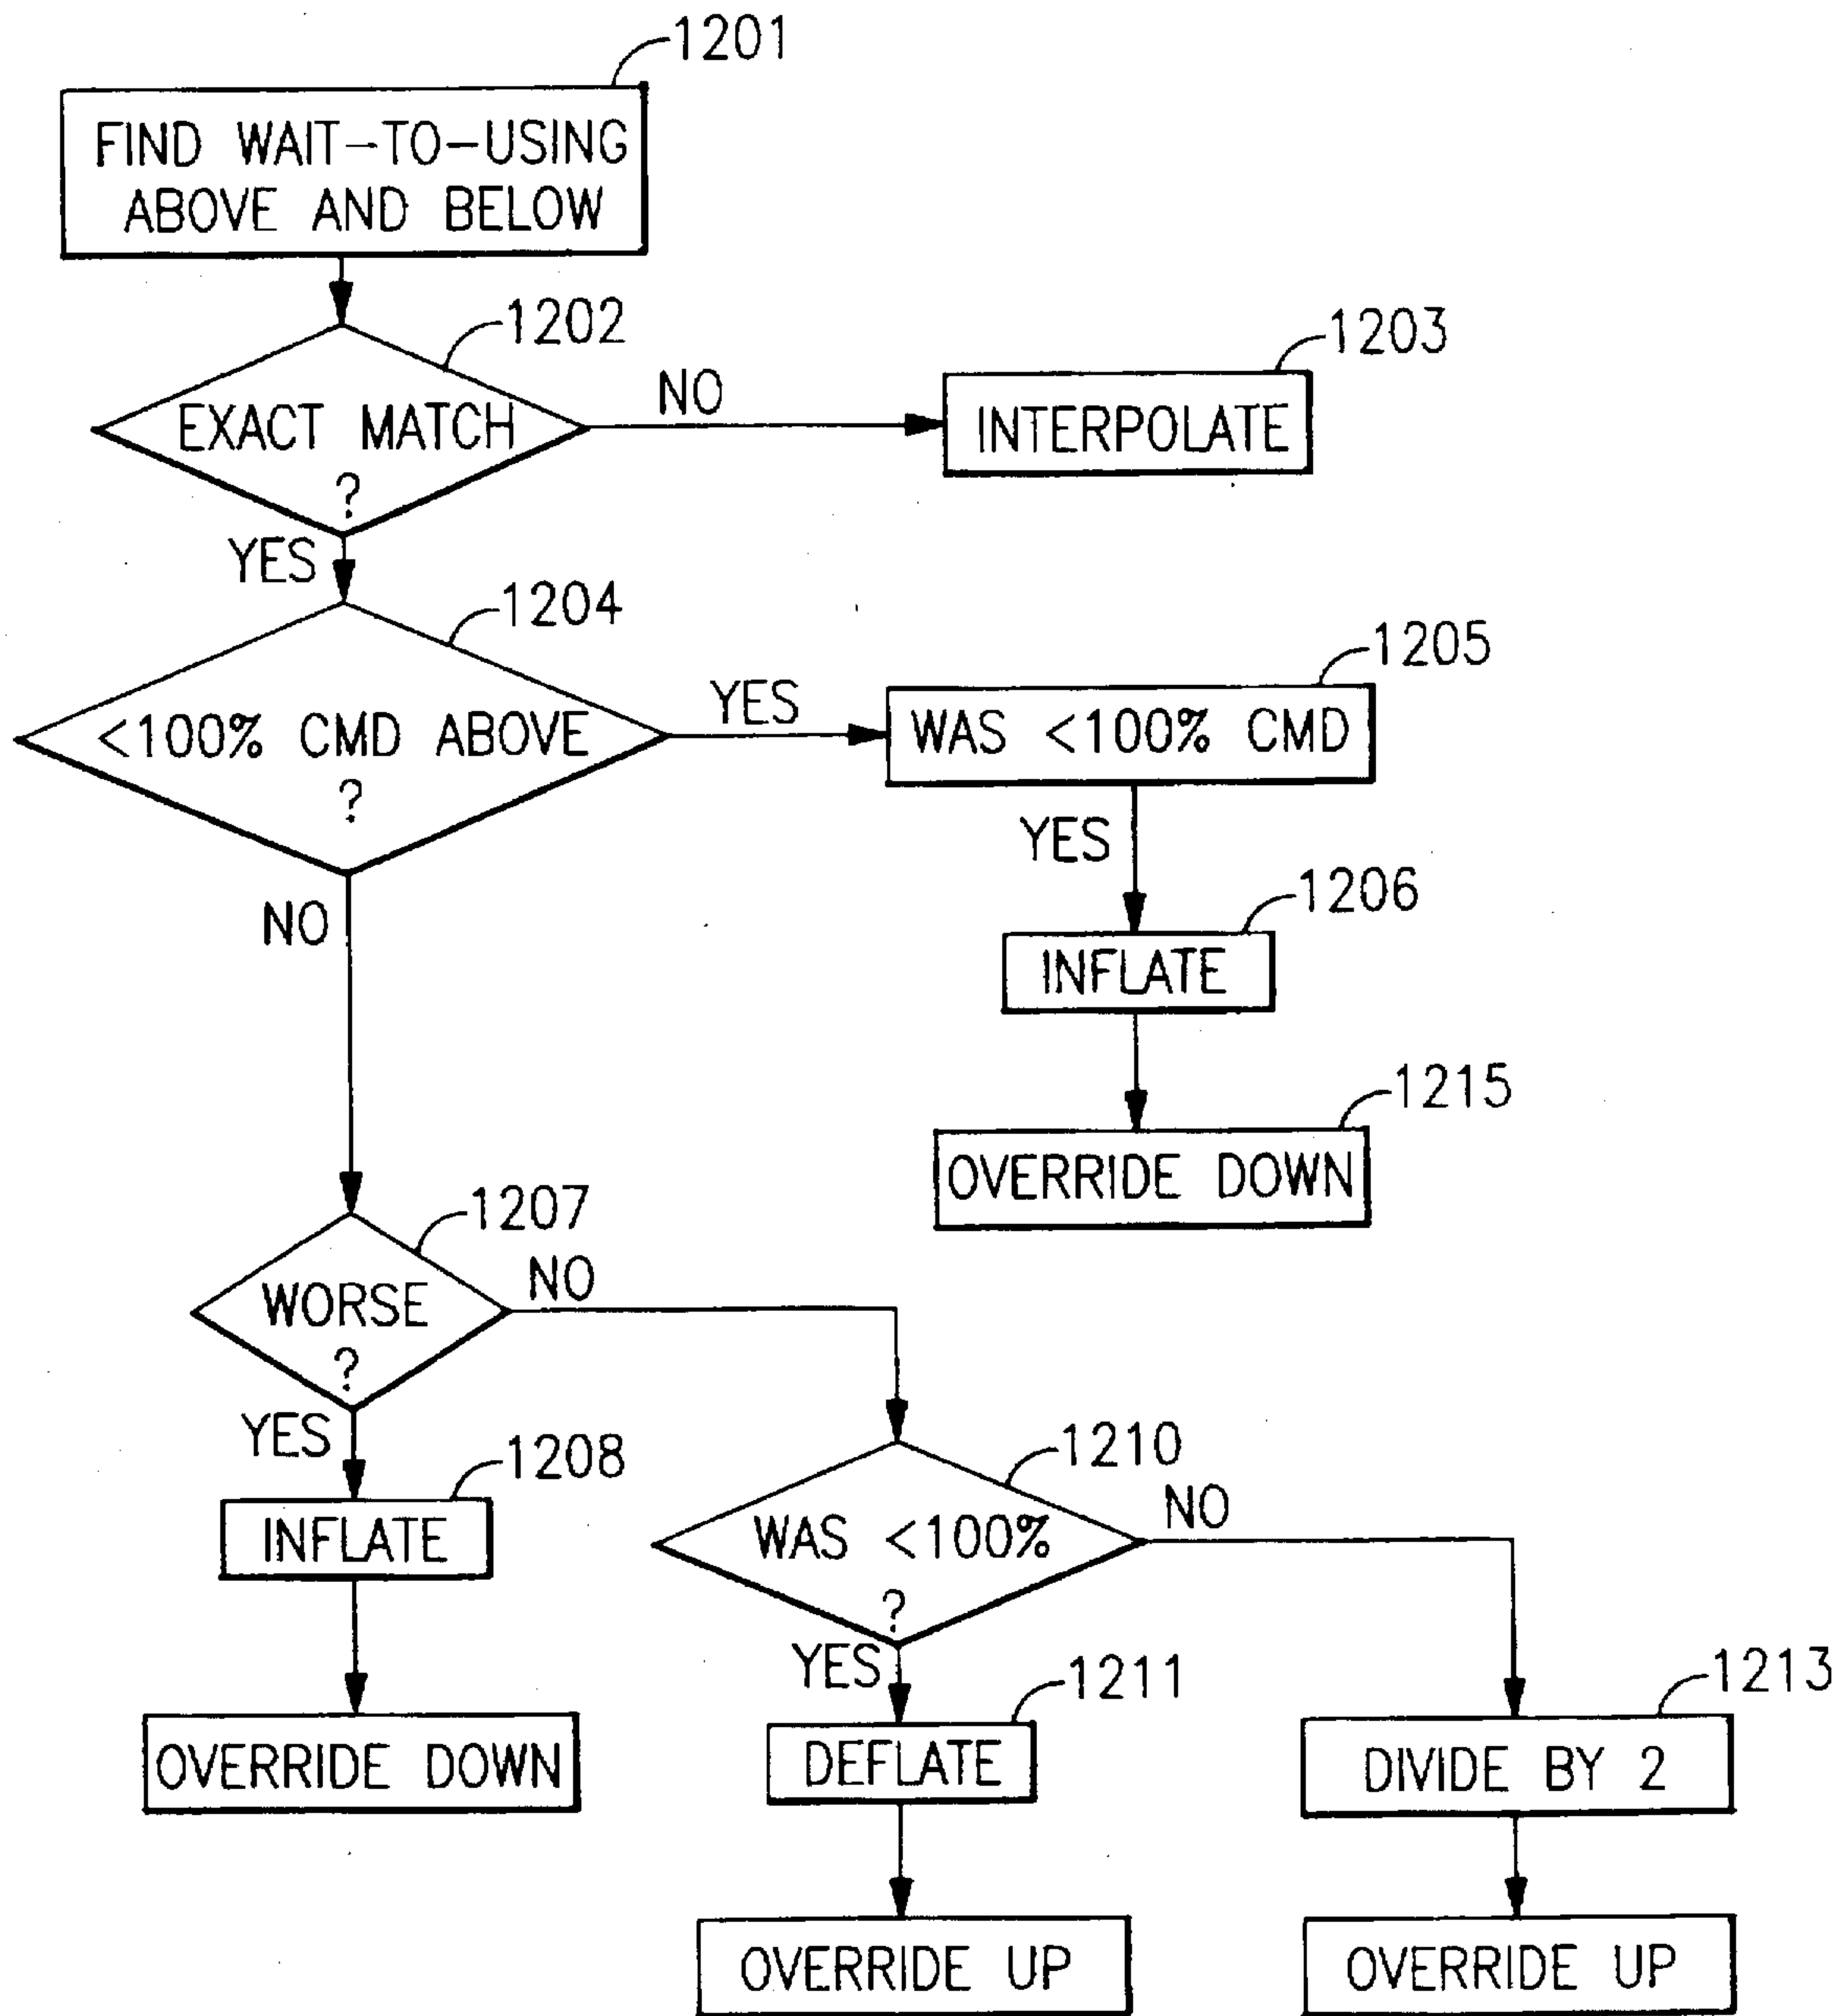 1201
FIND WAIT-TO-USING
ABOVE AND BELOW
1202
EXACT MATCH
?
NO
1203
INTERPOLATE
YES
1204
<100% CMD ABOVE
?
YES
1205
WAS <100% CMD
YES
1206
INFLATE
1215
OVERRIDE DOWN
NO
1207
WORSE
?
NO
YES
1208
INFLATE
OVERRIDE DOWN
1210
WAS <100%
?
NO
YES
1211
DEFLATE
OVERRIDE UP
1213
DIVIDE BY 2
OVERRIDE UP